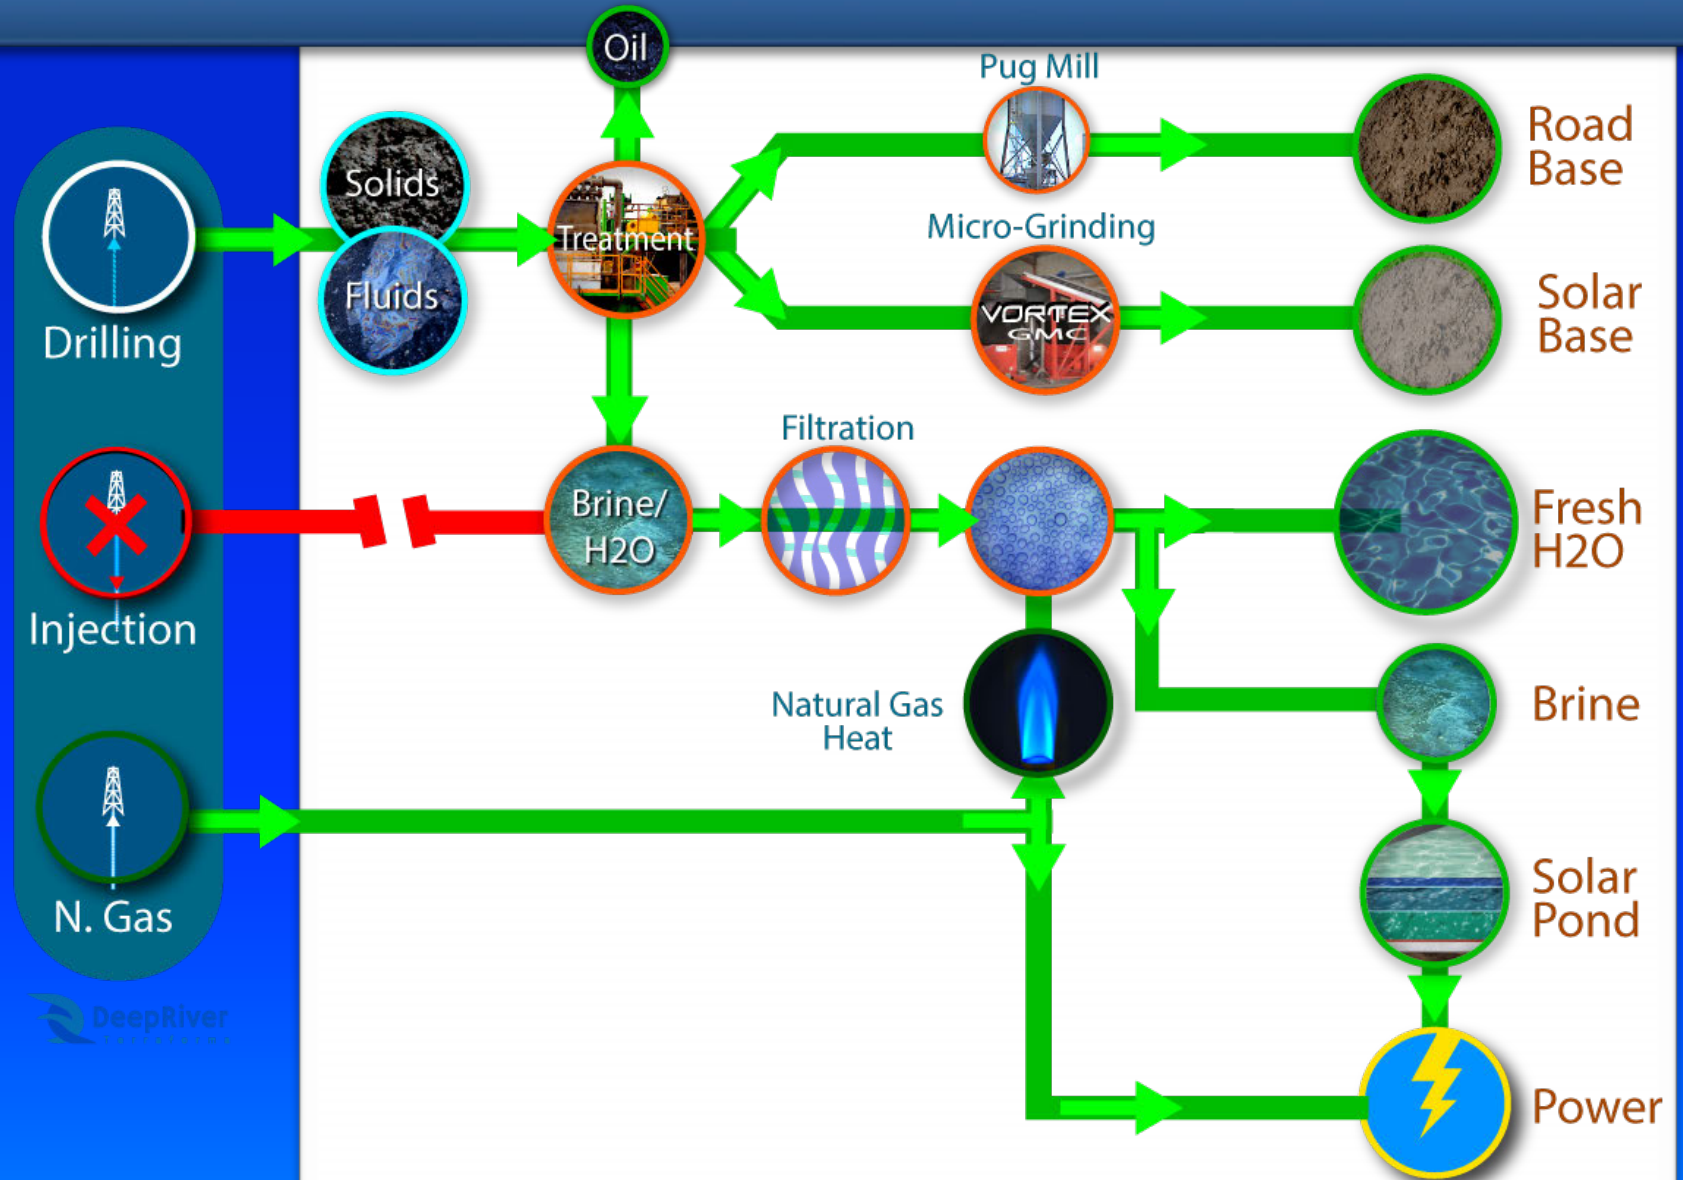 Oil
Pug Mill
Road
Base
Solids
Treatment
Micro-Grinding
Fluids
VORTEX
GMC
Solar
Base
Drilling
Filtration
Brine/
H2O
Fresh
H2O
Injection
Natural Gas
Heat
Brine
N. Gas
Solar
Pond
DeepRiver
Power